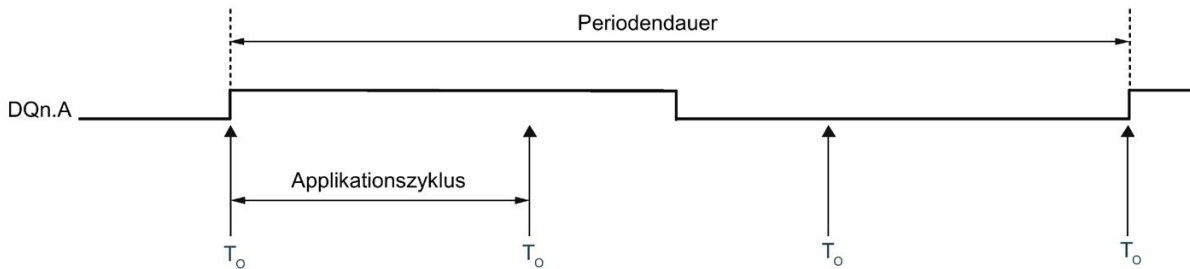 Periodendauer
DQn.A
Applikationszyklus
To To To To